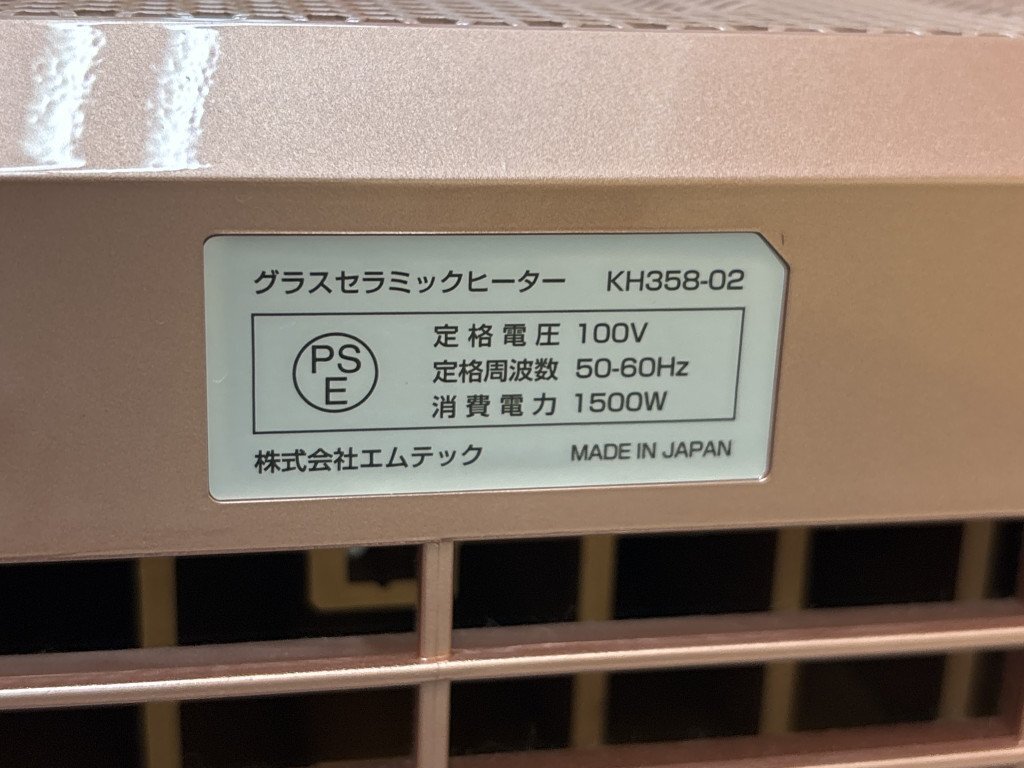 グラスセラミックヒーター KH358-02
PS
E
定格電圧 100V
定格周波数 50-60Hz
消費電力 1500W
株式会社エムテック MADE IN JAPAN